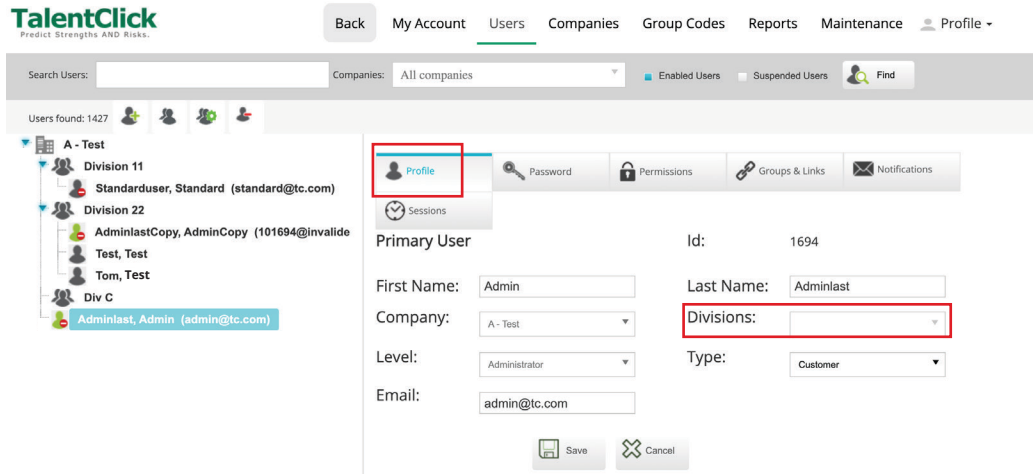 TalentClick
Predict Strengths AND Risks.
Back My Account Users Companies Group Codes Reports Maintenance Profile
Search Users: Companies: All companies Enabled Users Suspended Users Find
Users found: 1427
A - Test
Division 11
Standarduser, Standard (standard@tc.com)
Division 22
AdminlastCopy, AdminCopy (101694@invalide
Test, Test
Tom, Test
Div C
Adminlast, Admin (admin@tc.com)
Profile Password Permissions Groups & Links Notifications
Sessions
Primary User Id: 1694
First Name: Admin Last Name: Adminlast
Company: A - Test Divisions:
Level: Administrator Type: Customer
Email: admin@tc.com
Save Cancel